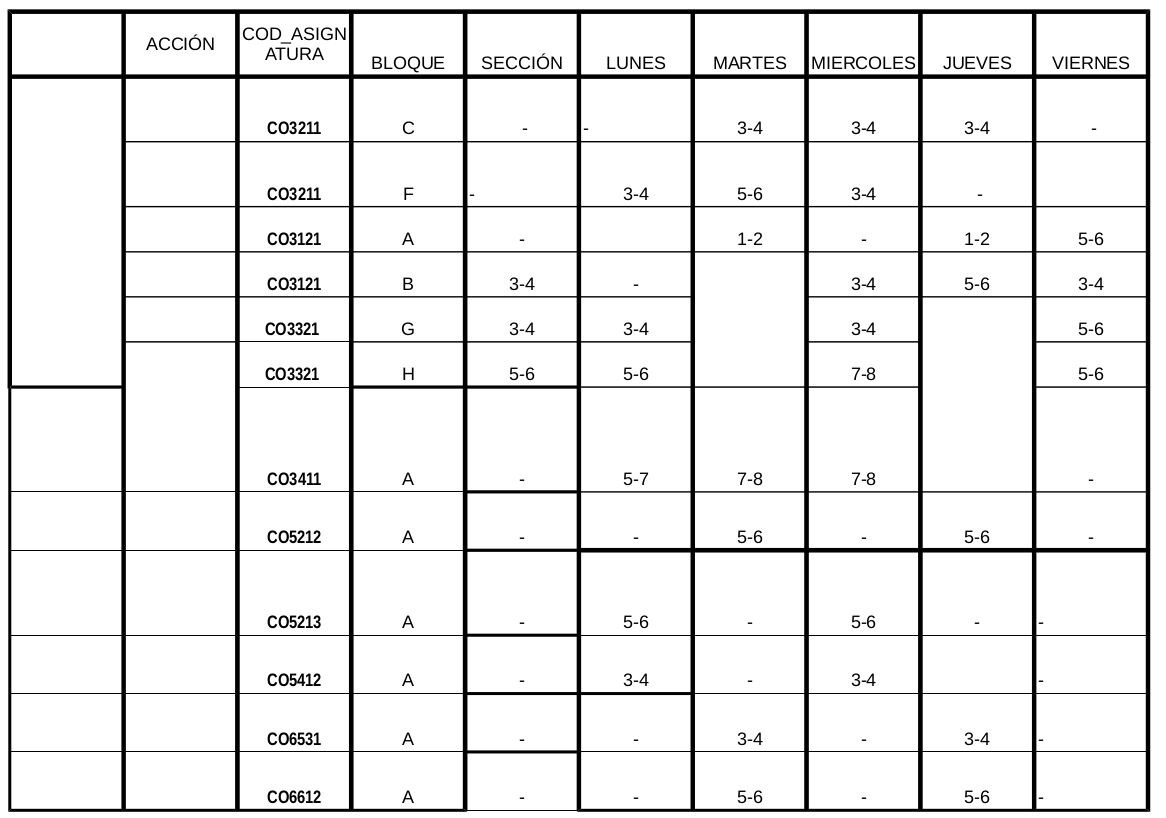 ACCIÓN COD_ASIGN
ATURA BLOQUE SECCIÓN LUNES MARTES MIERCOLES JUEVES VIERNES
CO3211 C - - 3-4 3-4 3-4 -
CO3211 F - 3-4 5-6 3-4 -
CO3121 A - 1-2 - 1-2 5-6
CO3121 B 3-4 - 3-4 5-6 3-4
CO3321 G 3-4 3-4 3-4 5-6
CO3321 H 5-6 5-6 7-8 5-6
CO3411 A - 5-7 7-8 7-8 -
CO5212 A - - 5-6 - 5-6 -
CO5213 A - 5-6 - 5-6 - -
CO5412 A - 3-4 - 3-4 -
CO6531 A - - 3-4 - 3-4 -
CO6612 A - - 5-6 - 5-6 -